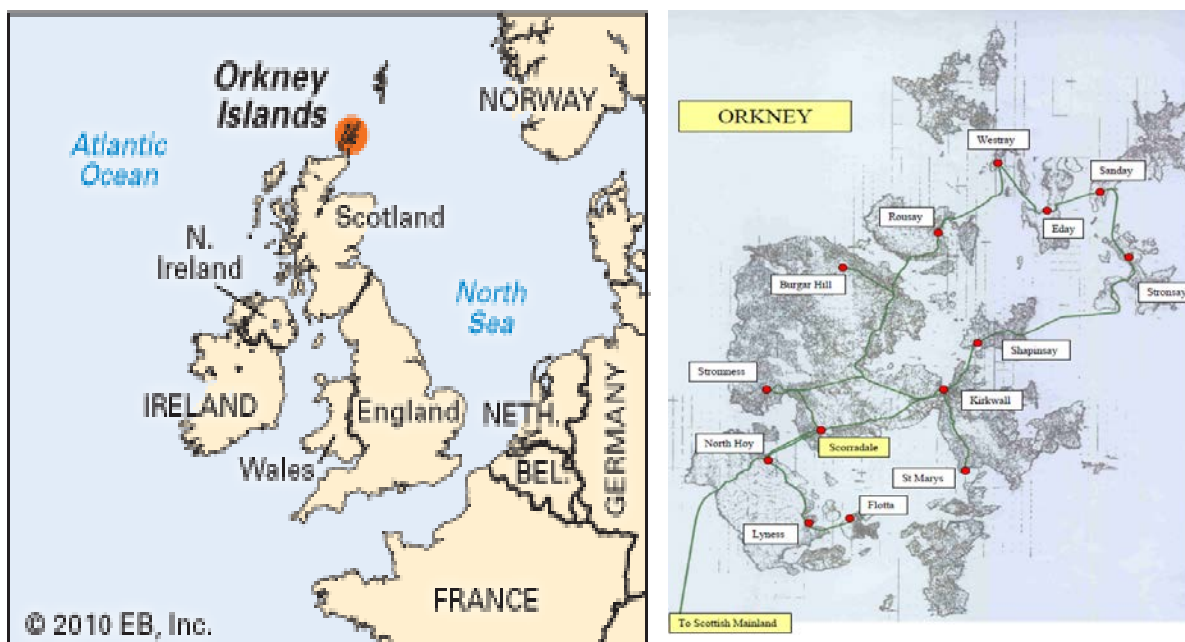 Orkney
Islands
NORWAY
Atlantic
Ocean
Scotland
N.
Ireland
North
Sea
IRELAND
England
NETH.
Wales
BEL.
GERMANY
FRANCE
© 2010 EB, Inc.
ORKNEY
Westray
Sanday
Rousay
Eday
Burgar Hill
Stronsay
Shapinsay
Stromness
Kirkwall
North Hoy
Scorradale
St Marys
Flotta
Lyness
To Scottish Mainland